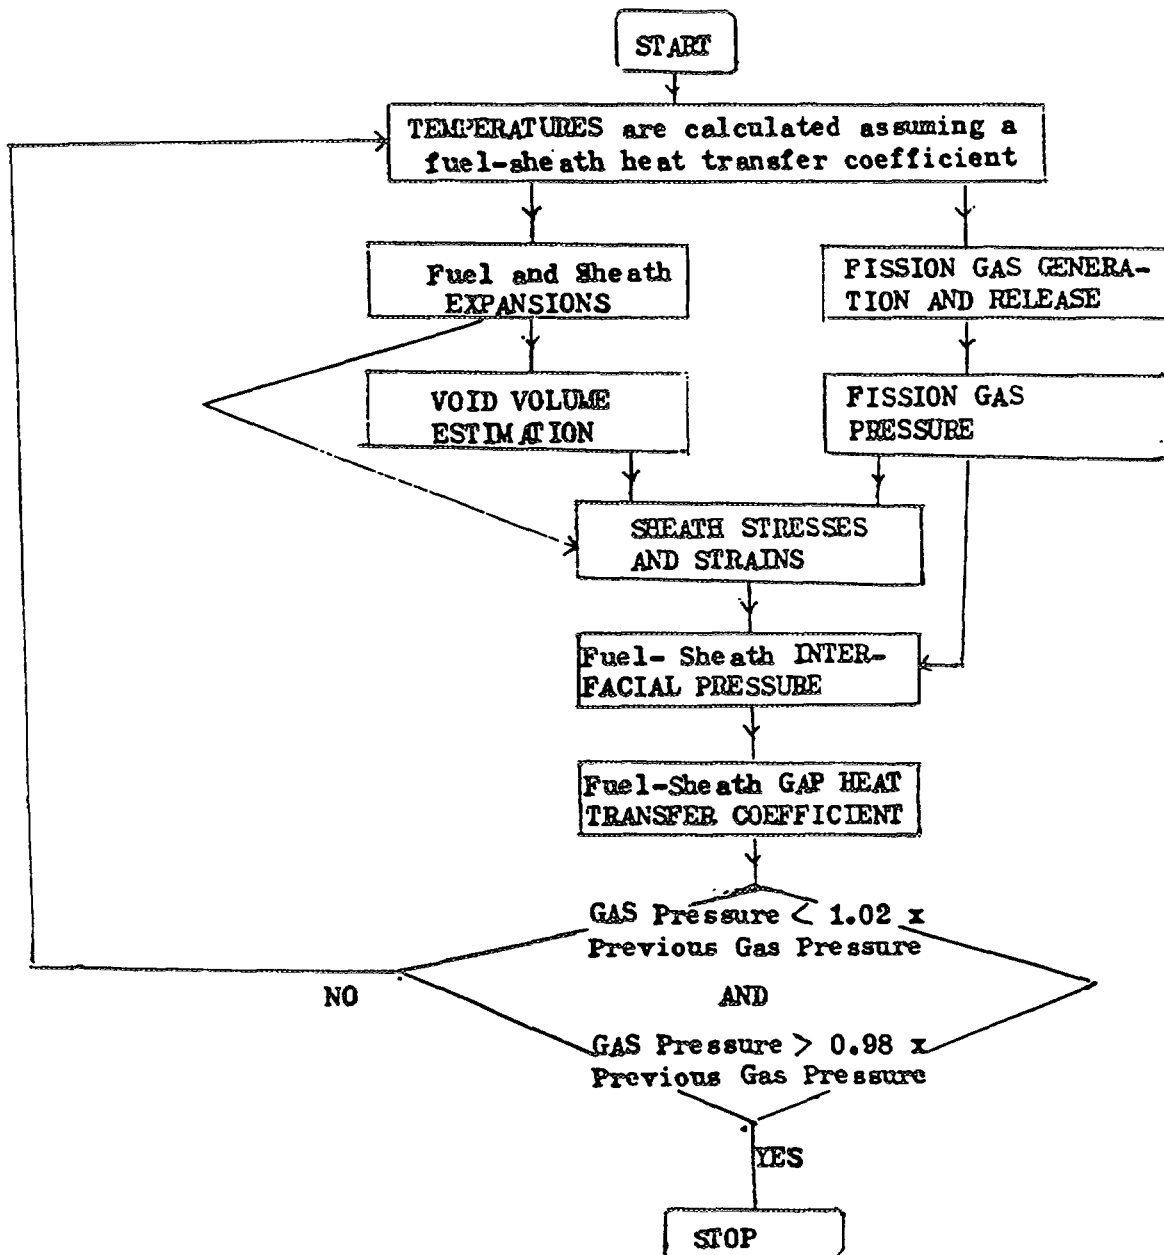 START
TEMPERATURES are calculated assuming a
fuel-sheath heat transfer coefficient
Fuel and Sheath
EXPANSIONS
FISSION GAS GENERA-
TION AND RELEASE
VOID VOLUME
ESTIMATION
FISSION GAS
PRESSURE
SHEATH STRESSES
AND STRAINS
Fuel- Sheath INTER-
FACIAL PRESSURE
Fuel-Sheath GAP HEAT
TRANSFER COEFFICIENT
GAS Pressure < 1.02 x
Previous Gas Pressure
NO
AND
GAS Pressure > 0.98 x
Previous Gas Pressure
YES
STOP